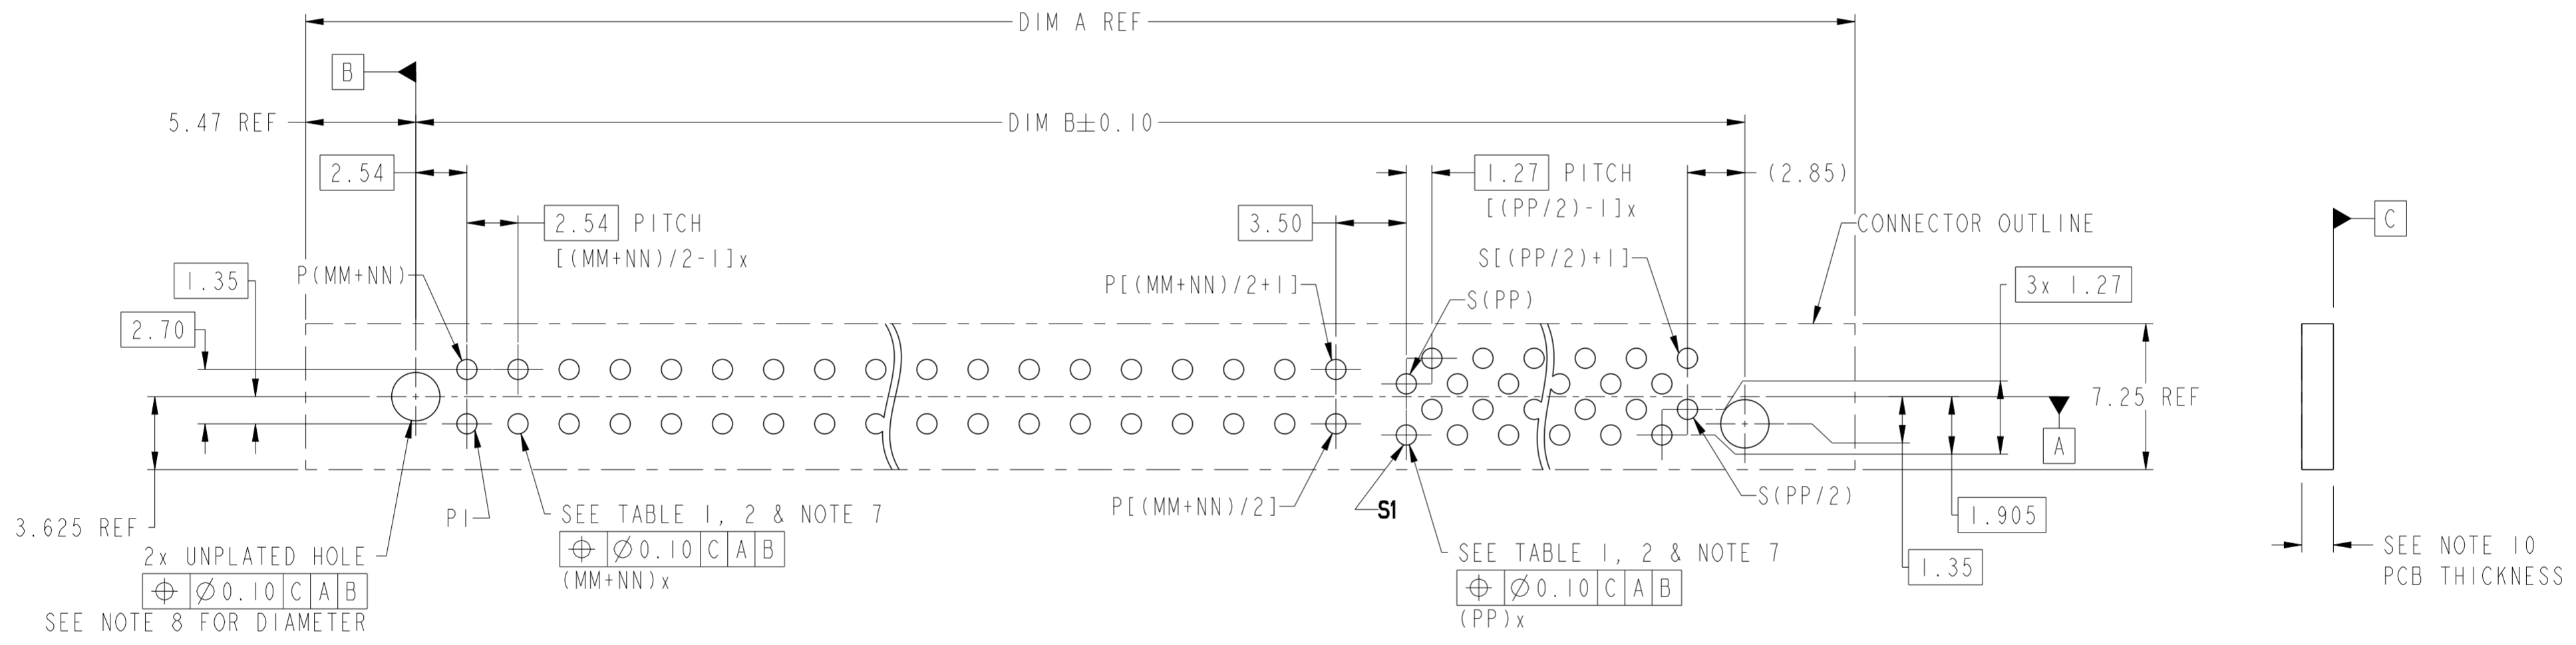 DIM A REF
B
5.47 REF
DIM B±0.10
2.54
1.27 PITCH
[(PP/2)-1]x
(2.85)
2.54 PITCH
[(MM+NN)/2-1]x
3.50
CONNECTOR OUTLINE
C
1.35
P(MM+NN)
P[(MM+NN)/2+1]
S[(PP/2)+1]
S(PP)
3x 1.27
2.70
7.25 REF
A
3.625 REF
P1
P[(MM+NN)/2]
S1
S(PP/2)
1.905
1.35
2x UNPLATED HOLE
⌖ Ø0.10 C A B
SEE NOTE 8 FOR DIAMETER
SEE TABLE 1, 2 & NOTE 7
⌖ Ø0.10 C A B
(MM+NN)x
SEE TABLE 1, 2 & NOTE 7
⌖ Ø0.10 C A B
(PP)x
SEE NOTE 10
PCB THICKNESS